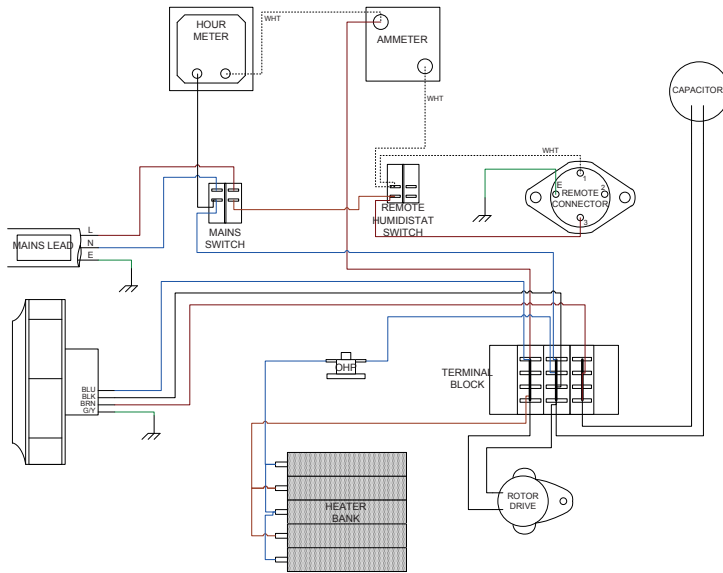 HOUR
METER
WHT
AMMETER
WHT
CAPACITOR
WHT
1
E
2
REMOTE
CONNECTOR
3
REMOTE
HUMIDISTAT
SWITCH
MAINS
SWITCH
L
MAINS LEAD
N
E
OHP
TERMINAL
BLOCK
BLU
BLK
BRN
G/Y
HEATER
BANK
ROTOR
DRIVE